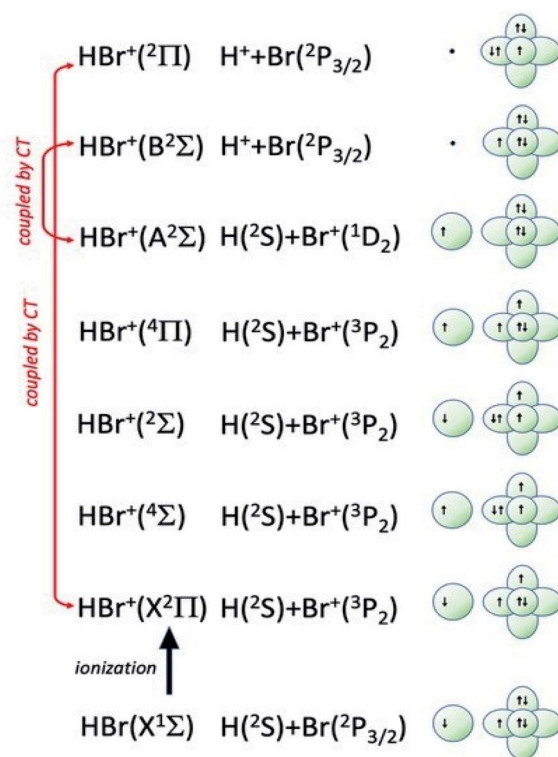 HBr⁺(²Π) H⁺+Br(²P₃/₂) ↓↑ ↑ ↑↓
HBr⁺(B²Σ) H⁺+Br(²P₃/₂) ↑ ↑↓ ↑↓
coupled by CT
HBr⁺(A²Σ) H(²S)+Br⁺(¹D₂) ↑ ↑↓ ↑↓
HBr⁺(⁴Π) H(²S)+Br⁺(³P₂) ↑ ↑ ↑↓ ↑
coupled by CT
HBr⁺(²Σ) H(²S)+Br⁺(³P₂) ↓ ↓↑ ↑ ↑
HBr⁺(⁴Σ) H(²S)+Br⁺(³P₂) ↑ ↓↑ ↑ ↑
HBr⁺(X²Π) H(²S)+Br⁺(³P₂) ↓ ↑ ↑↓ ↑
ionization
HBr(X¹Σ) H(²S)+Br(²P₃/₂) ↓ ↑ ↑↓ ↑↓